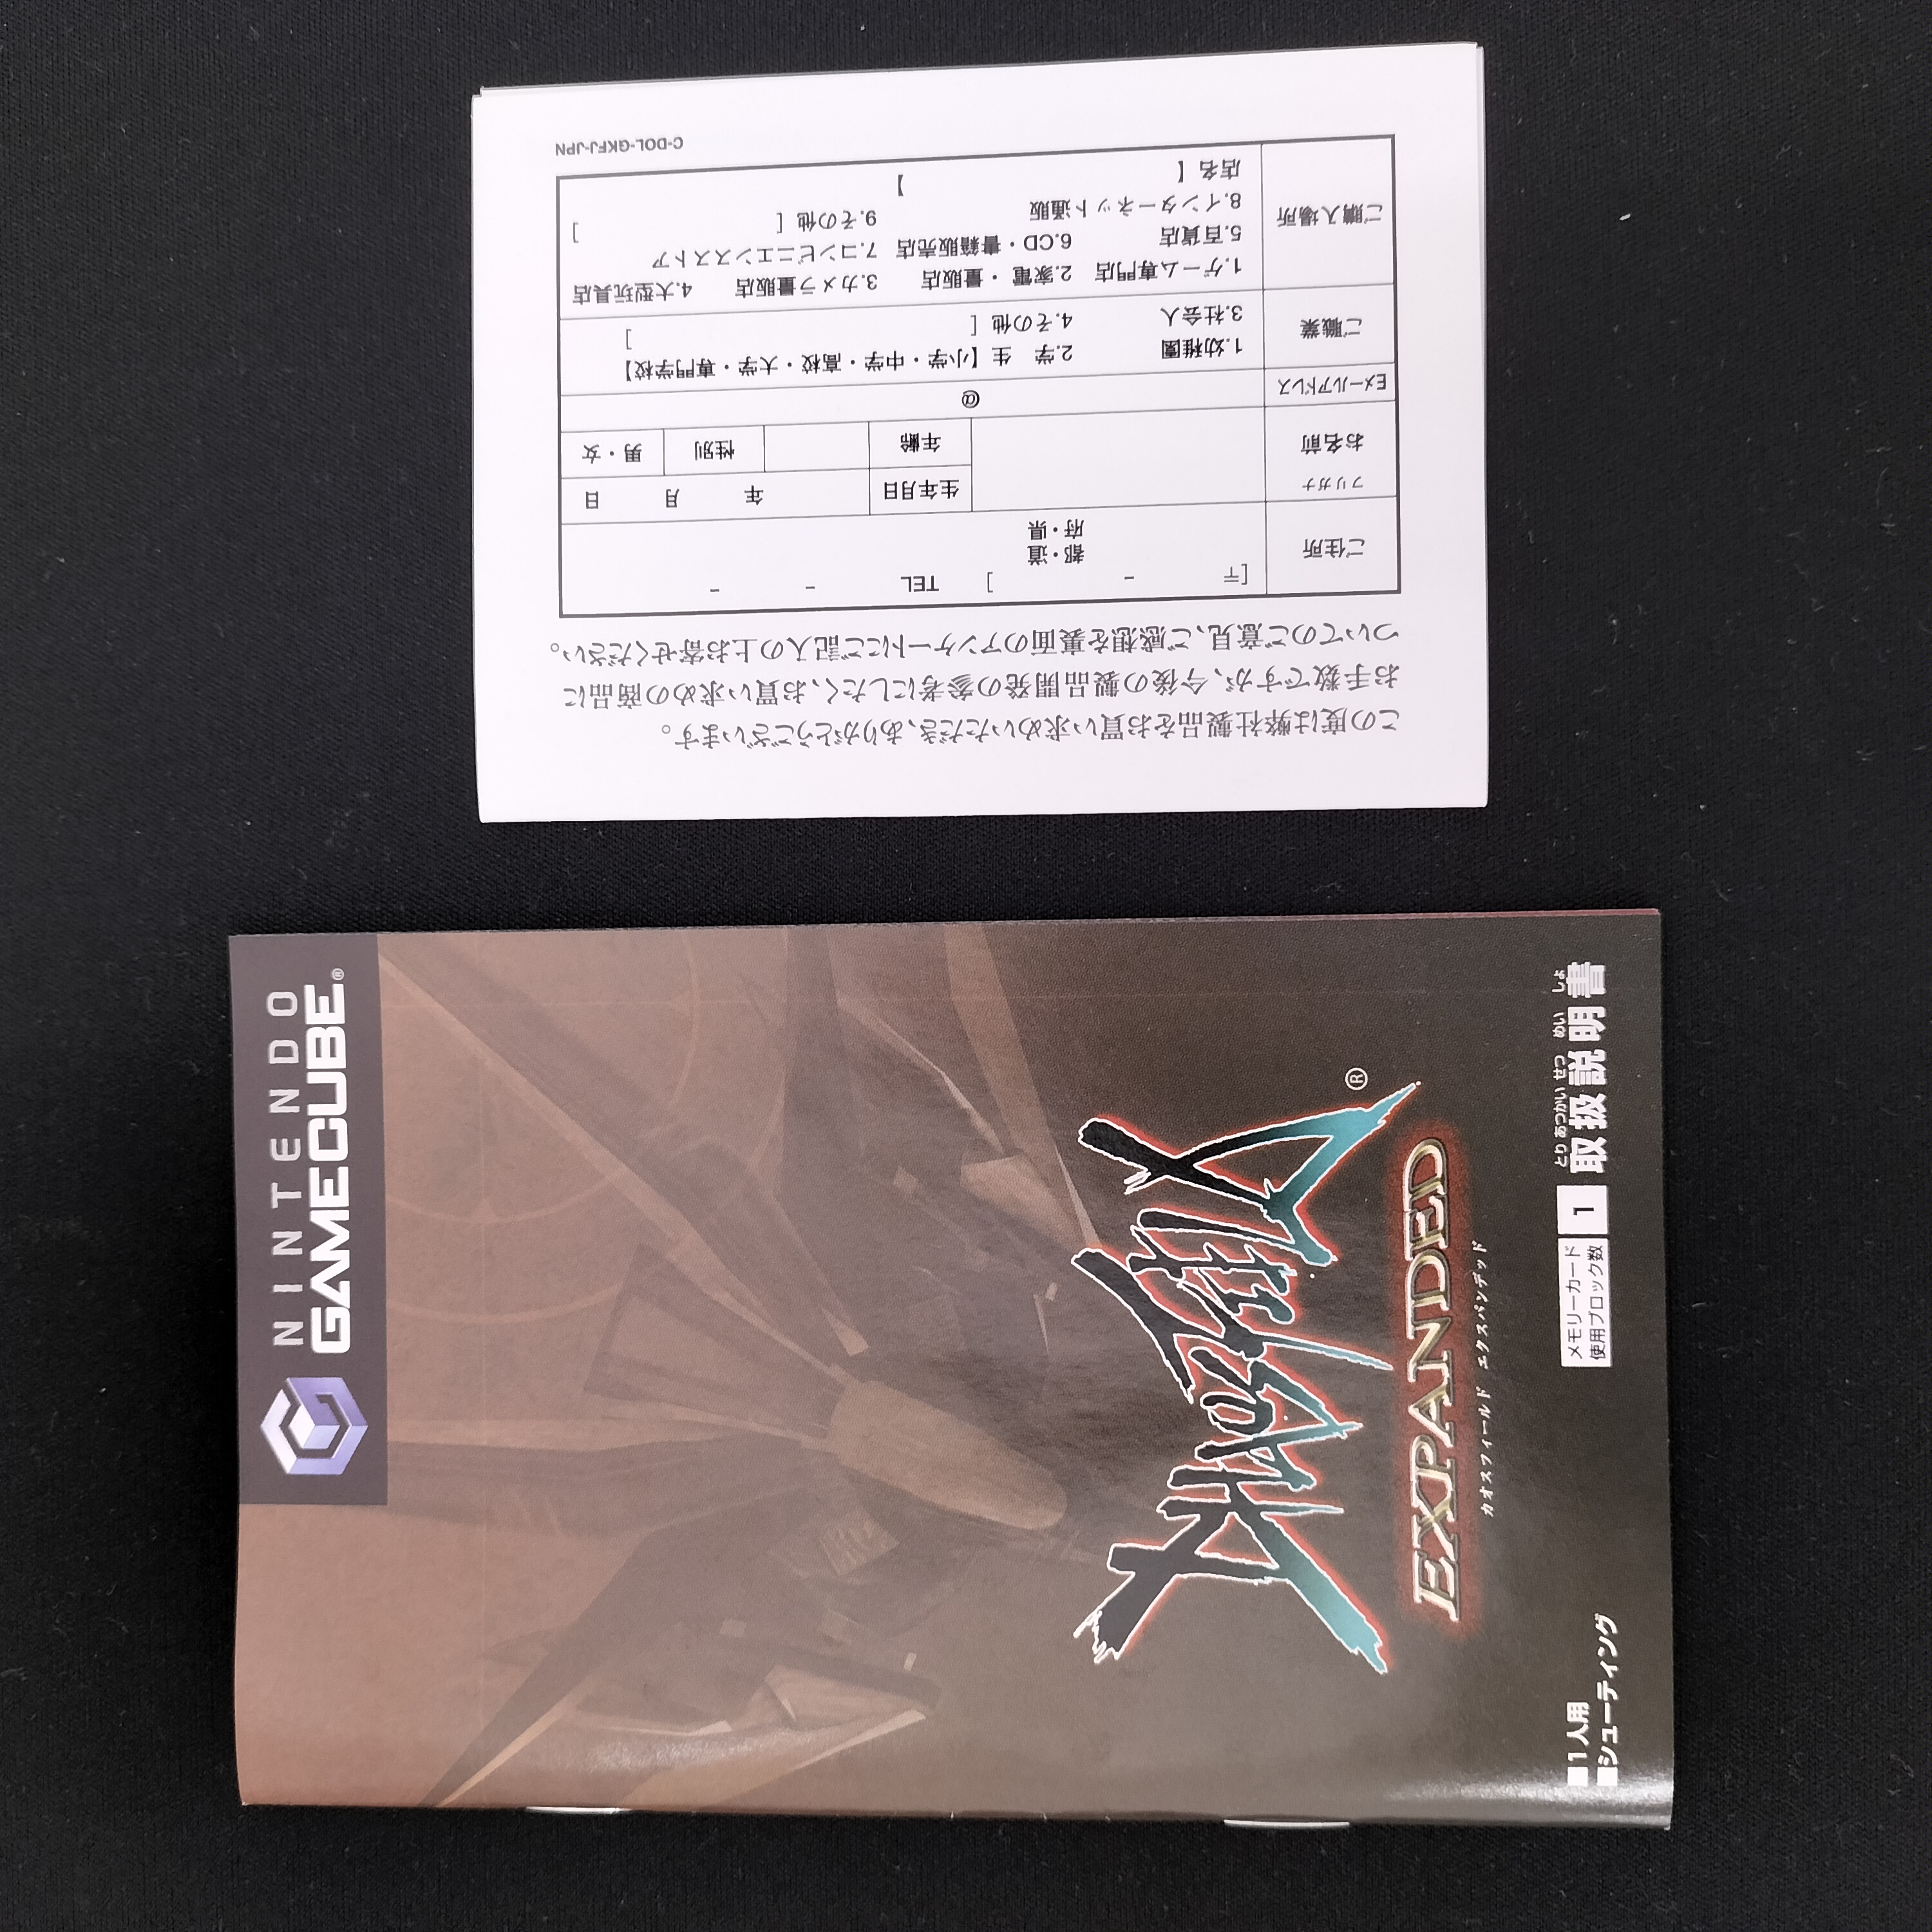 この度は弊社製品をお買い求めいただき、ありがとうございます。
お手数ですが、今後の製品開発の参考にしたく、お買い求めの商品に
ついてのご意見、ご感想を裏面のアンケートにご記入の上お寄せください。
ご住所
[〒 - ] TEL - -
都・道
府・県
フリガナ
お名前
生年月日 年 月 日
年齢 性別 男・女
Eメールアドレス @
ご職業
1.幼稚園 2.学 生【小学・中学・高校・大学・専門学校】
3.社会人 4.その他 [ ]
ご購入場所
1.ゲーム専門店 2.家電・量販店 3.カメラ量販店 4.大型玩具店
5.百貨店 6.CD・書籍販売店 7.コンビニエンスストア
8.インターネット通販 9.その他 [ ]
店名【 】
C-DOL-GKFJ-JPN
NINTENDO
GAMECUBE®
KAOSFIELD®
EXPANDED
カオスフィールド エクスパンデッド
■1人用
■シューティング
メモリーカード
使用ブロック数
1
とり あつかい せつ めい しょ
取扱説明書